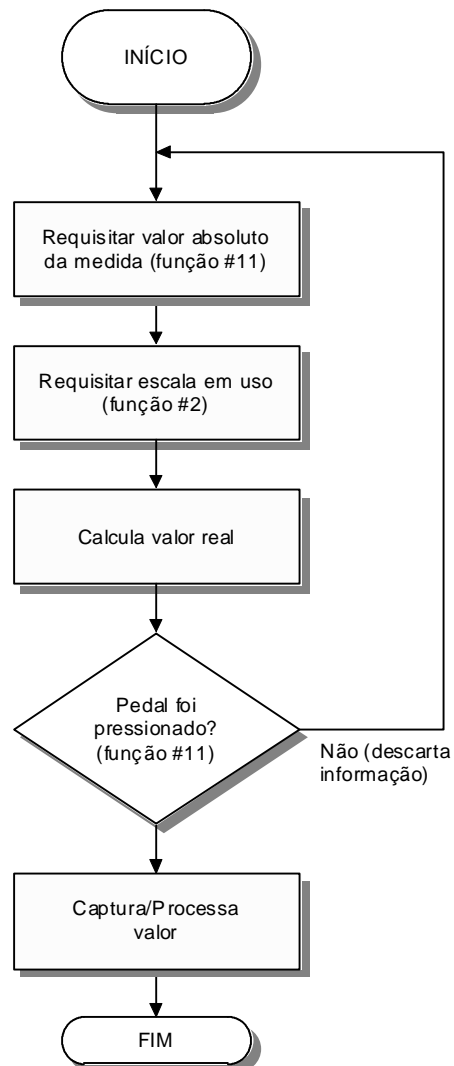 INÍCIO
Requisitar valor absoluto
da medida (função #11)
Requisitar escala em uso
(função #2)
Calcula valor real
Pedal foi
pressionado?
(função #11)
Não (descarta
informação)
Captura/Processa
valor
FIM